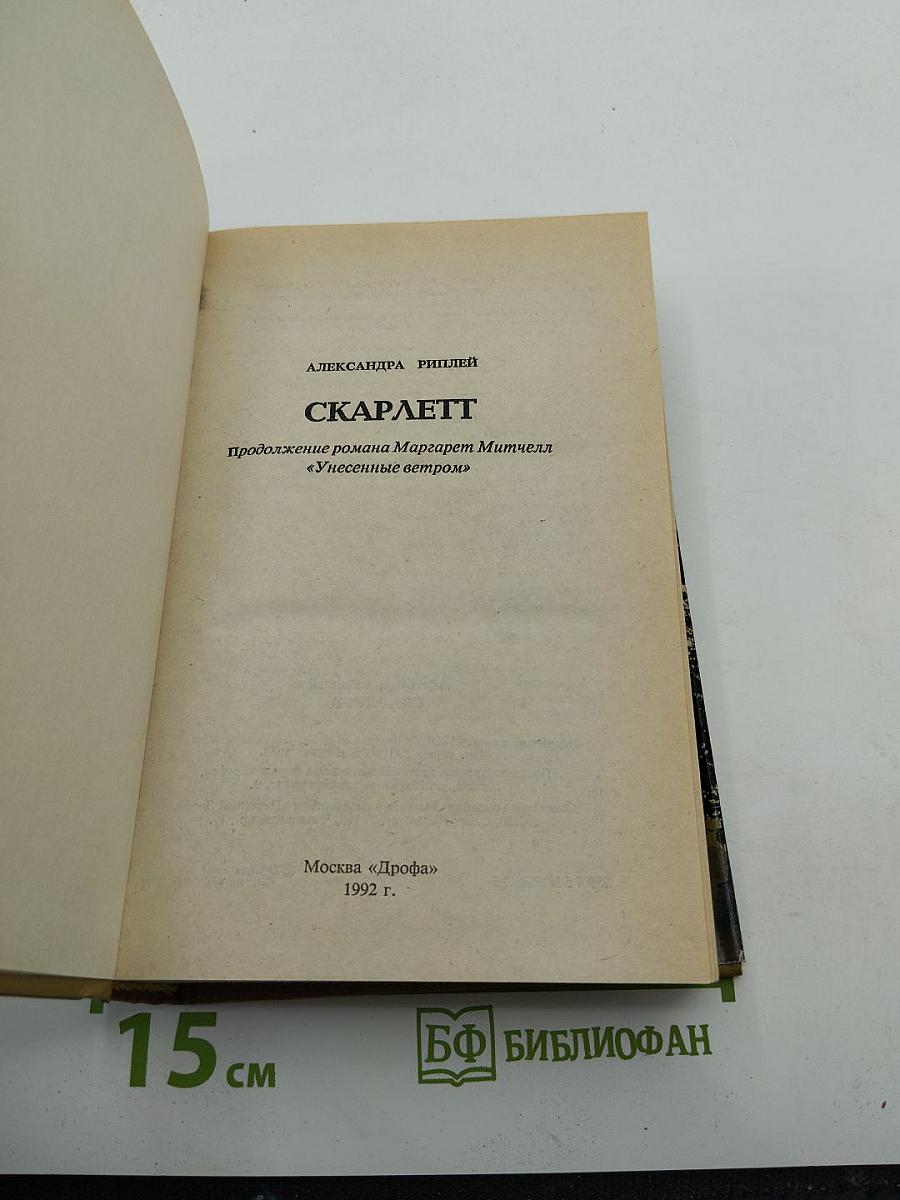 АЛЕКСАНДРА РИПЛЕЙ
СКАРЛЕТТ
Продолжение романа Маргарет Митчелл
«Унесенные ветром»
Москва «Дрофа»
1992 г.
15 см
БФ БИБЛИОФАН